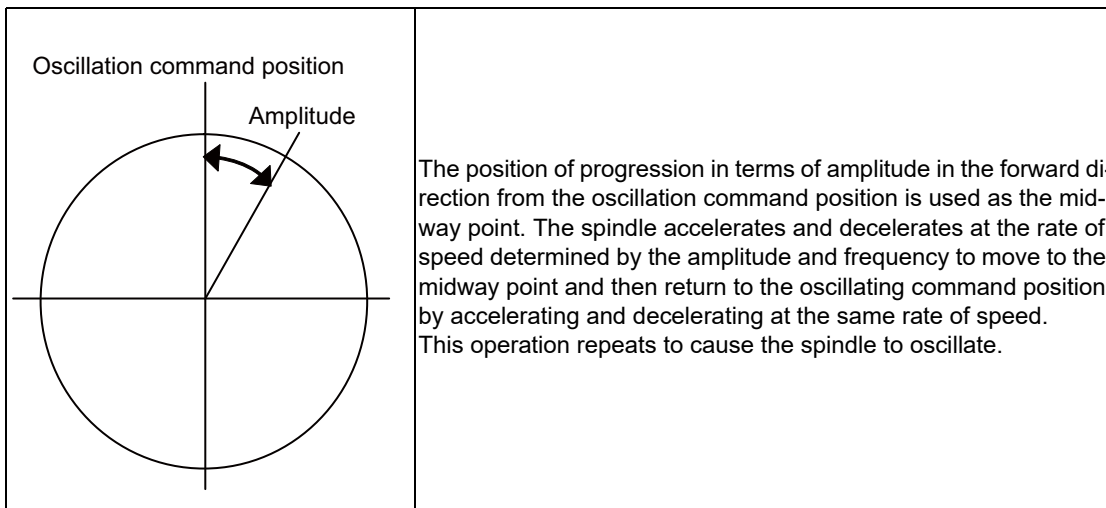 Oscillation command position
Amplitude
The position of progression in terms of amplitude in the forward di-
rection from the oscillation command position is used as the mid-
way point. The spindle accelerates and decelerates at the rate of
speed determined by the amplitude and frequency to move to the
midway point and then return to the oscillating command position
by accelerating and decelerating at the same rate of speed.
This operation repeats to cause the spindle to oscillate.